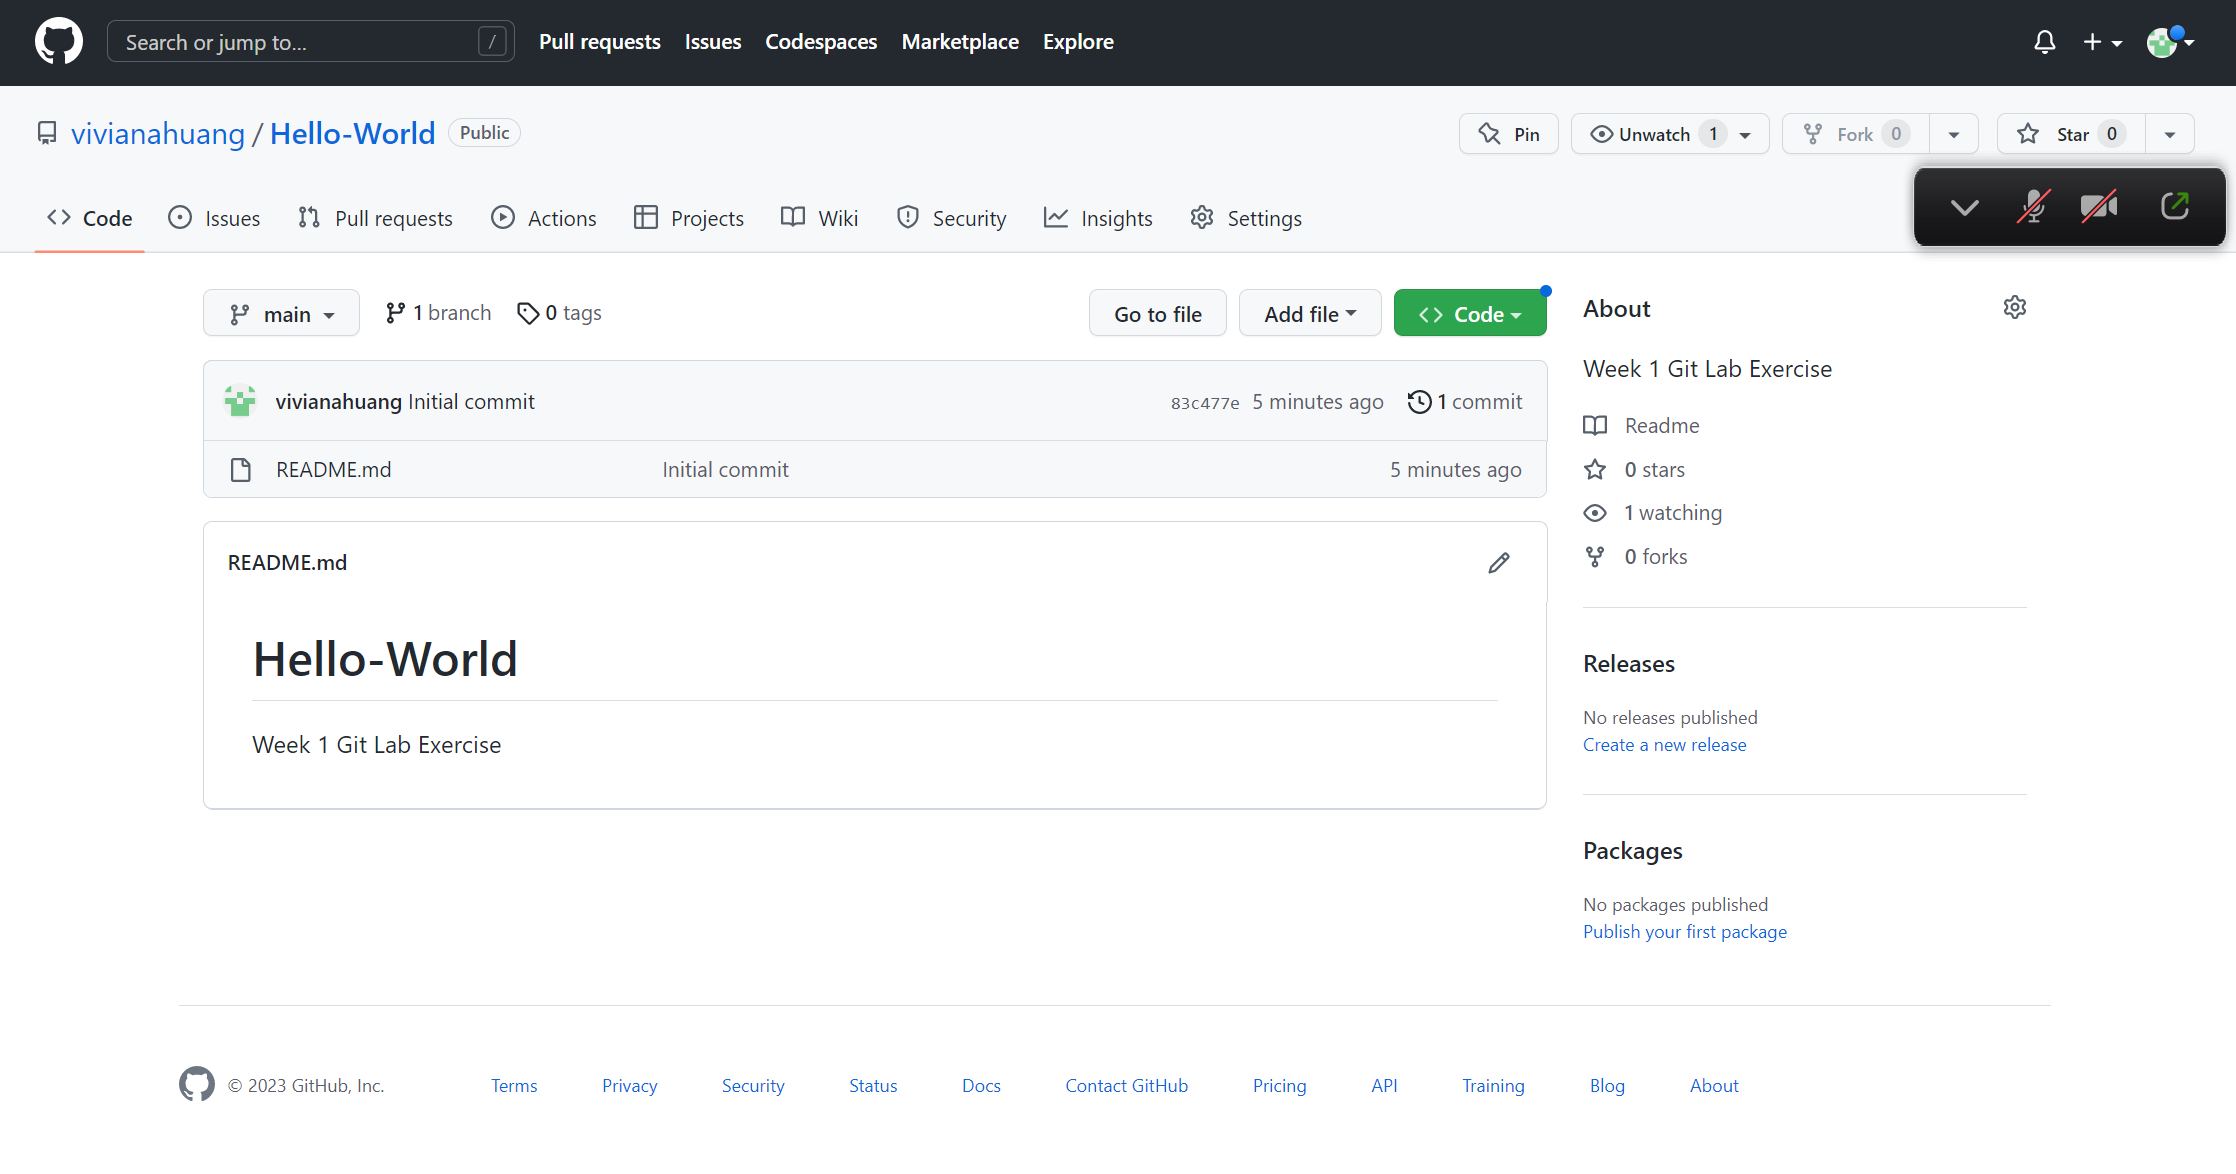 Search or jump to... /
Pull requests Issues Codespaces Marketplace Explore
vivianahuang / Hello-World Public
Pin
Unwatch 1
Fork 0
Star 0
Code Issues Pull requests Actions Projects Wiki Security Insights Settings
main 1 branch 0 tags
Go to file Add file Code
vivianahuang Initial commit 83c477e 5 minutes ago 1 commit
README.md Initial commit 5 minutes ago
README.md
Hello-World
Week 1 Git Lab Exercise
About
Week 1 Git Lab Exercise
Readme
0 stars
1 watching
0 forks
Releases
No releases published
Create a new release
Packages
No packages published
Publish your first package
© 2023 GitHub, Inc. Terms Privacy Security Status Docs Contact GitHub Pricing API Training Blog About